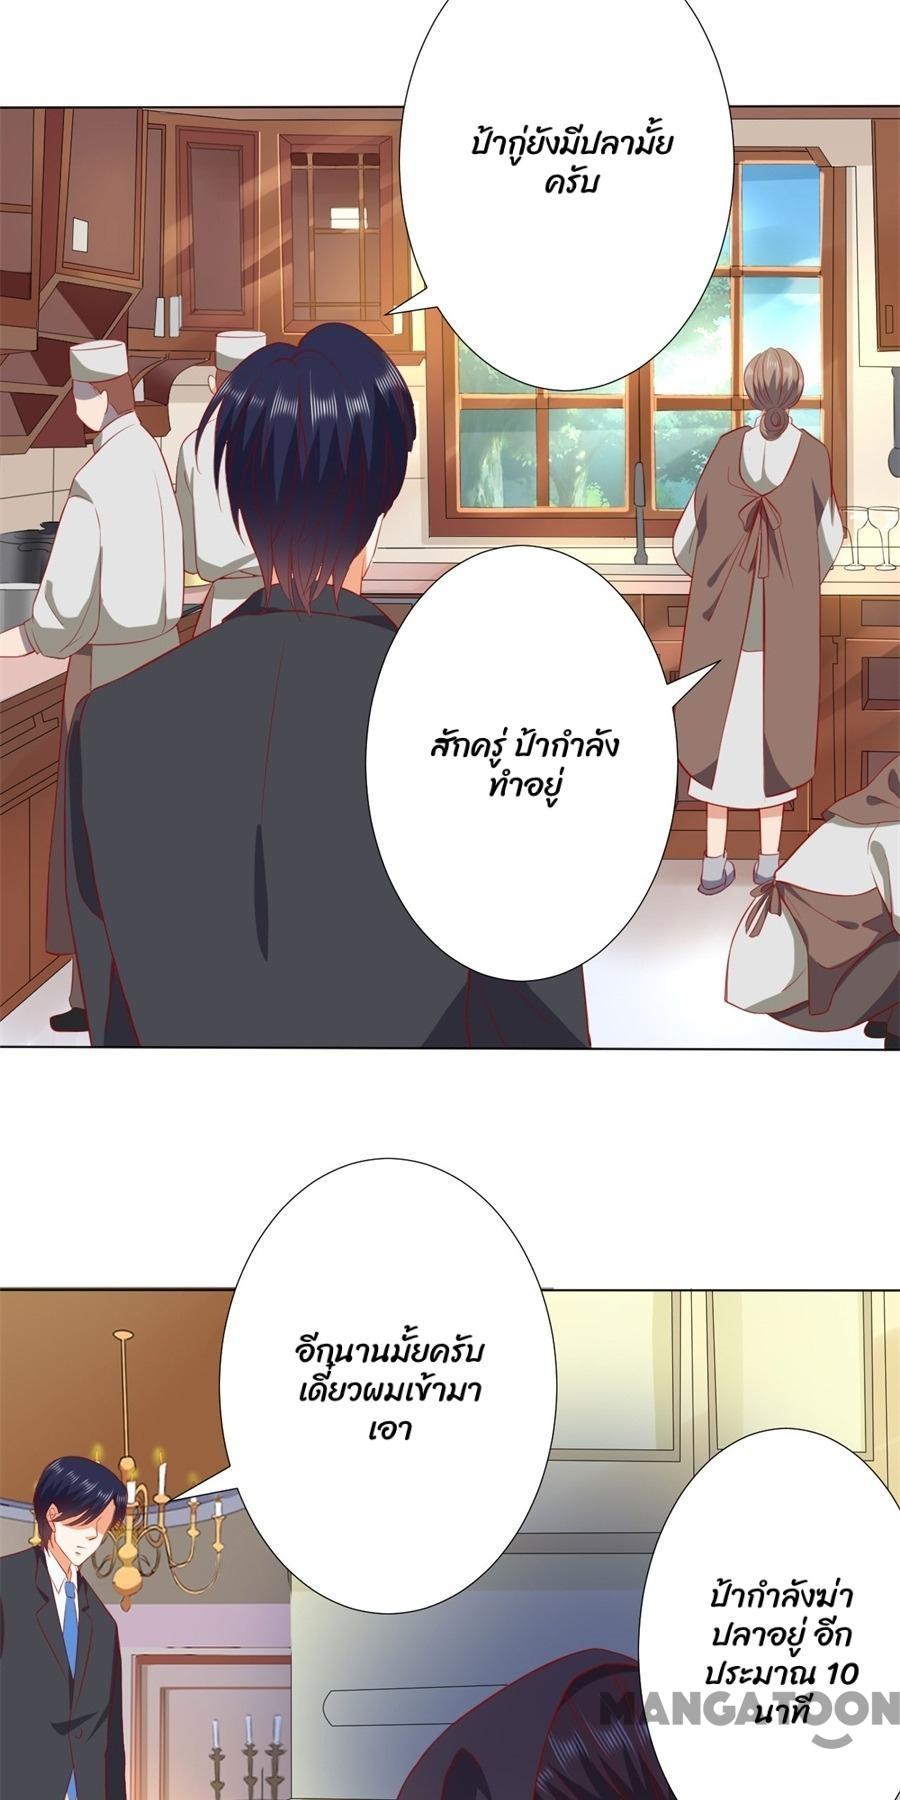 ป้ากู่ยังมีปลามั้ย
ครับ
สักครู่ ป้ากำลัง
ทำอยู่
อีกนานมั้ยครับ
เดี๋ยวผมเข้ามา
เอา
ป้ากำลังฆ่า
ปลาอยู่ อีก
ประมาณ 10
นาที
MANGATOON